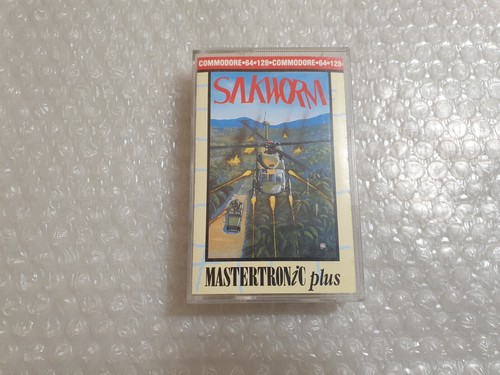 COMMODORE•64•128•COMMODORE•64•128•
SILKWORM
MASTERTRONiC plus